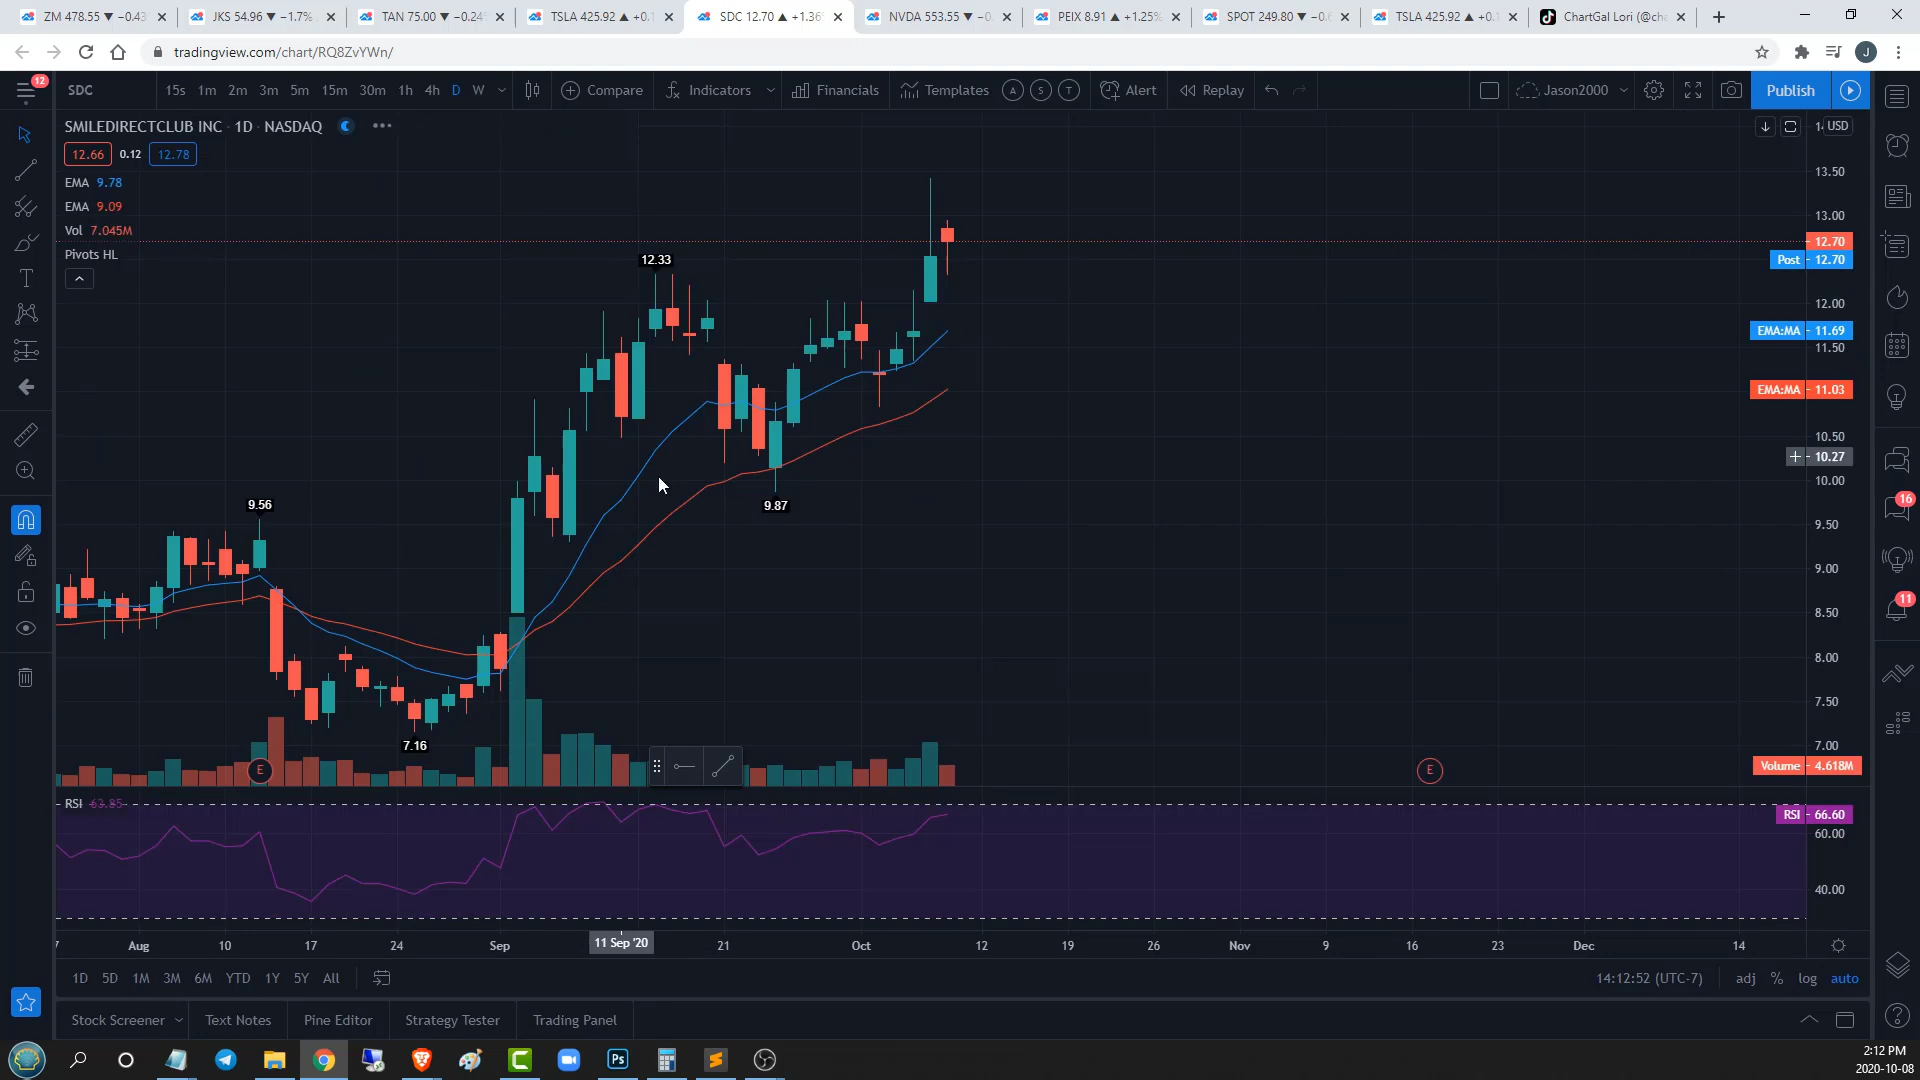 ZM 478.55 ▼ −0.43
JKS 54.96 ▼ −1.7%
TAN 75.00 ▼ −0.24
TSLA 425.92 ▲ +0.1
SDC 12.70 ▲ +1.36
NVDA 553.55 ▼ −0.
PEIX 8.91 ▲ +1.25%
SPOT 249.80 ▼ −0.
TSLA 425.92 ▲ +0.1
ChartGal Lori (@cha
tradingview.com/chart/RQ8ZvYWn/
J
12
SDC 15s 1m 2m 3m 5m 15m 30m 1h 4h D W Compare Indicators Financials Templates A S T Alert Replay Jason2000 Publish
SMILEDIRECTCLUB INC · 1D · NASDAQ
12.66 0.12 12.78
EMA 9.78
EMA 9.09
Vol 7.045M
Pivots HL
USD
13.50
13.00
12.70
Post 12.70
12.00
EMA:MA 11.69
11.50
EMA:MA 11.03
10.50
10.27
10.00
9.50
9.00
8.50
8.00
7.50
7.00
Volume 4.618M
12.33
9.56
9.87
7.16
E
E
RSI 63.85
RSI 66.60
60.00
40.00
Aug 10 17 24 Sep 11 Sep '20 21 Oct 12 19 26 Nov 9 16 23 Dec 14
1D 5D 1M 3M 6M YTD 1Y 5Y All
14:12:52 (UTC-7) adj % log auto
Stock Screener Text Notes Pine Editor Strategy Tester Trading Panel
16
11
Ps
2:12 PM
2020-10-08